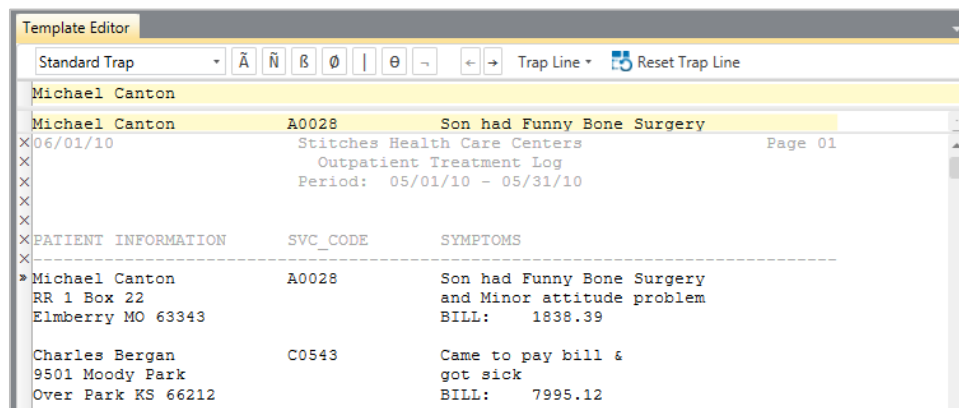 Template Editor
Standard Trap Ã Ñ ß Ø | Ɵ ¬ ← → Trap Line Reset Trap Line
Michael Canton
Michael Canton A0028 Son had Funny Bone Surgery
06/01/10 Stitches Health Care Centers Page 01
Outpatient Treatment Log
Period: 05/01/10 - 05/31/10
PATIENT INFORMATION SVC_CODE SYMPTOMS
--------------------------------------------------------------------------------
Michael Canton A0028 Son had Funny Bone Surgery
RR 1 Box 22 and Minor attitude problem
Elmberry MO 63343 BILL: 1838.39
Charles Bergan C0543 Came to pay bill &
9501 Moody Park got sick
Over Park KS 66212 BILL: 7995.12